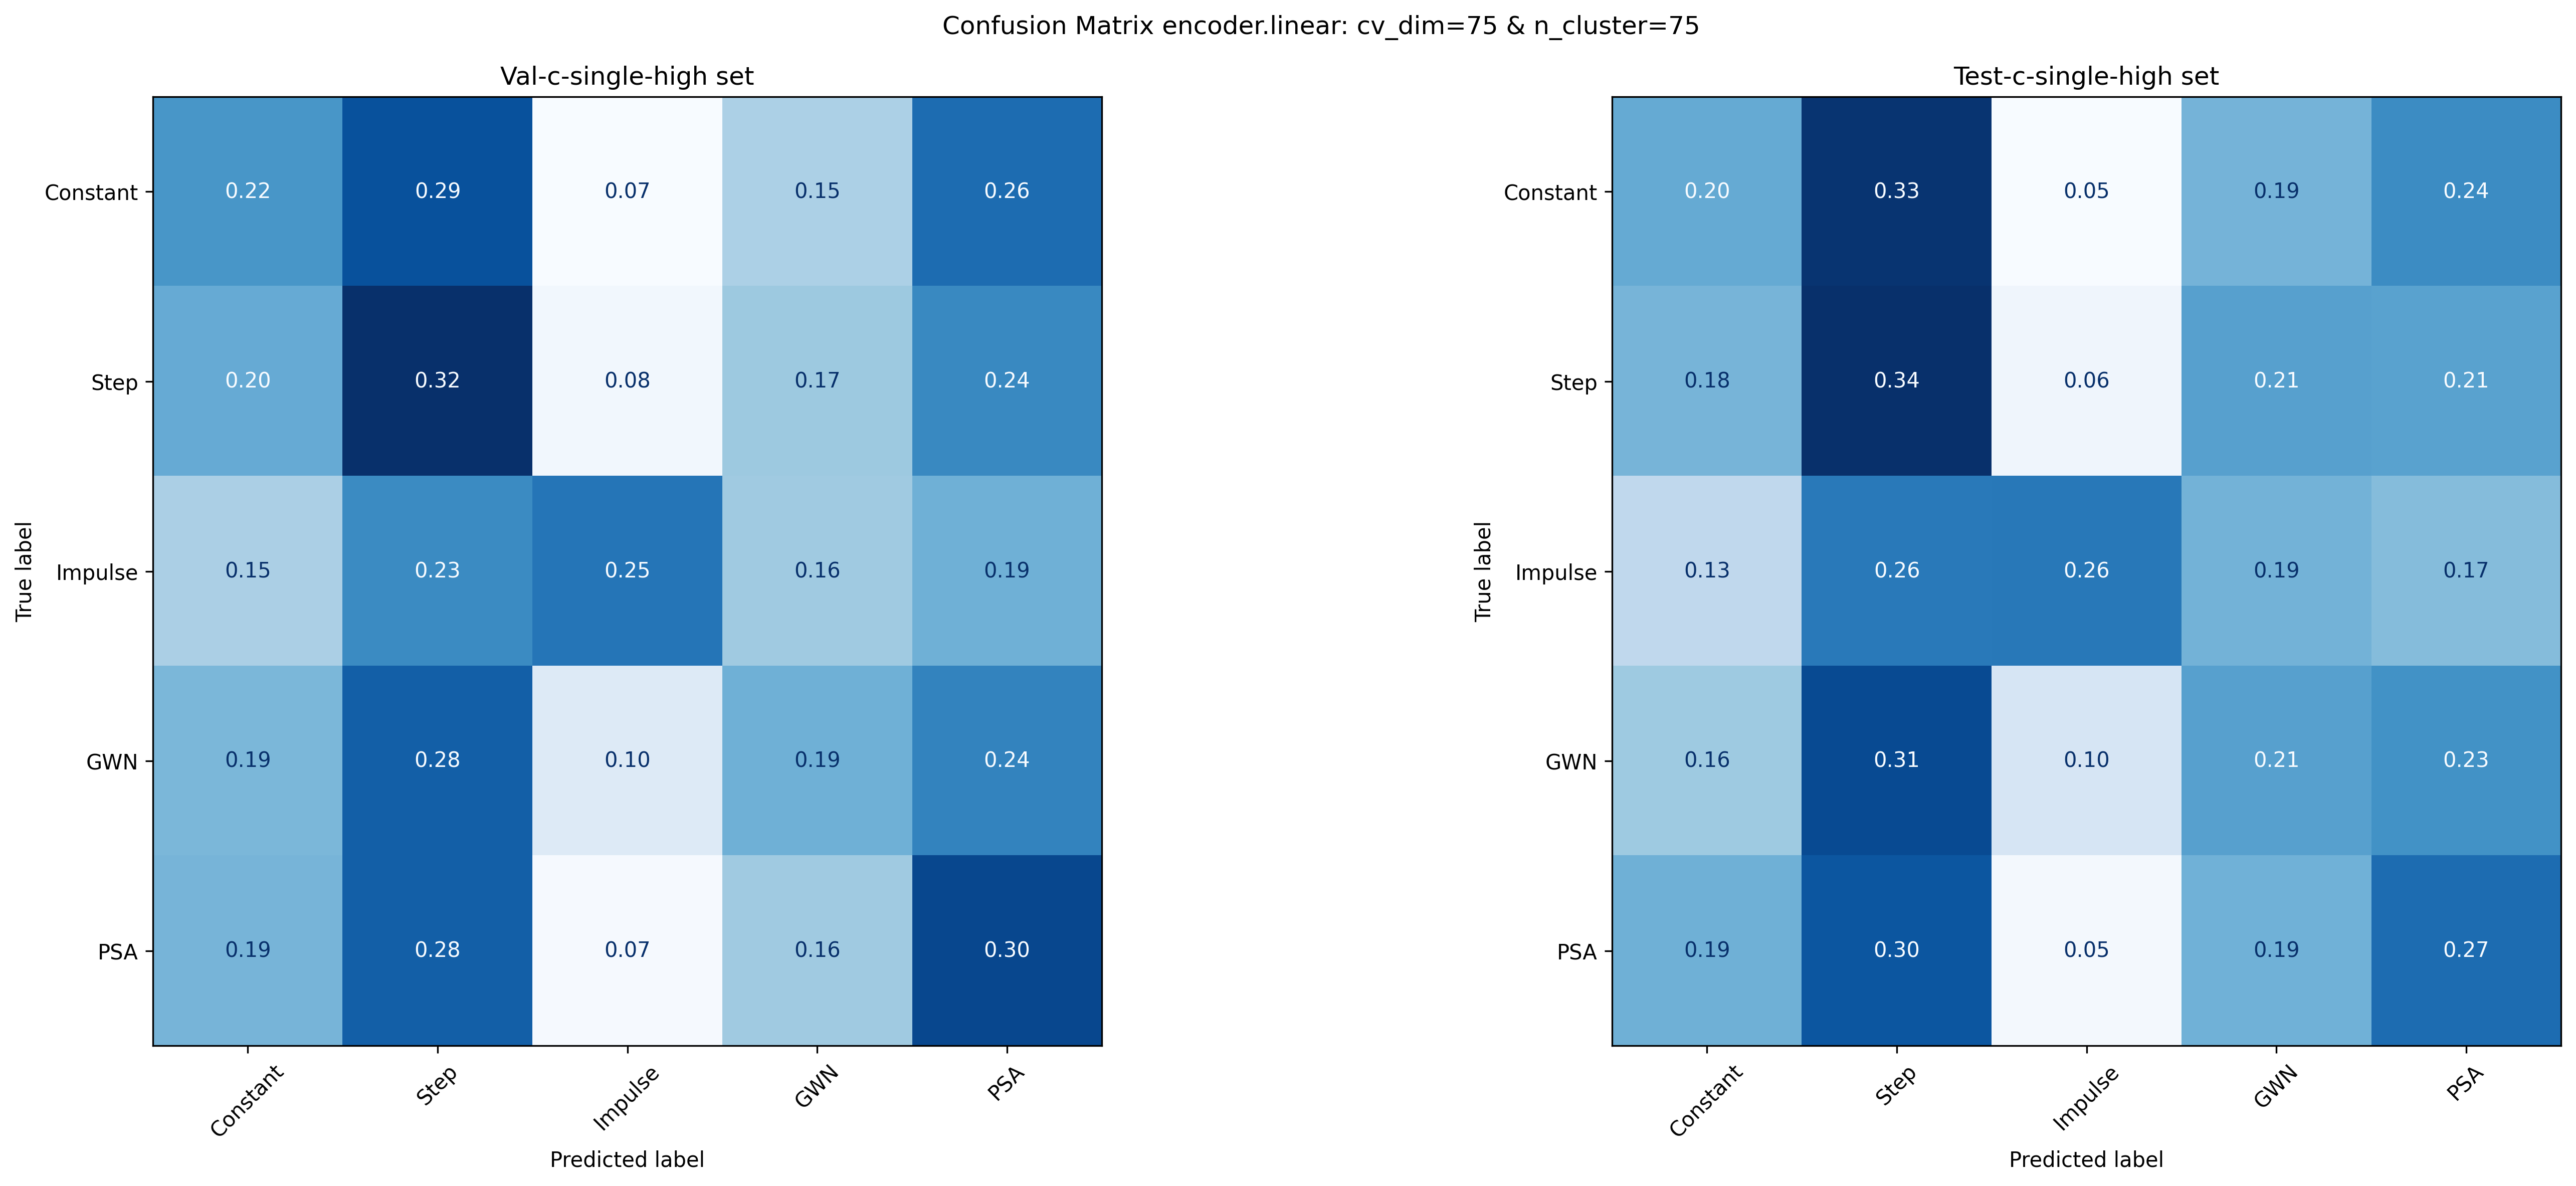 Confusion Matrix encoder.linear: cv_dim=75 & n_cluster=75
Val-c-single-high set
True label
Constant 0.22 0.29 0.07 0.15 0.26
Step 0.20 0.32 0.08 0.17 0.24
Impulse 0.15 0.23 0.25 0.16 0.19
GWN 0.19 0.28 0.10 0.19 0.24
PSA 0.19 0.28 0.07 0.16 0.30
Constant Step Impulse GWN PSA
Predicted label
Test-c-single-high set
True label
Constant 0.20 0.33 0.05 0.19 0.24
Step 0.18 0.34 0.06 0.21 0.21
Impulse 0.13 0.26 0.26 0.19 0.17
GWN 0.16 0.31 0.10 0.21 0.23
PSA 0.19 0.30 0.05 0.19 0.27
Constant Step Impulse GWN PSA
Predicted label